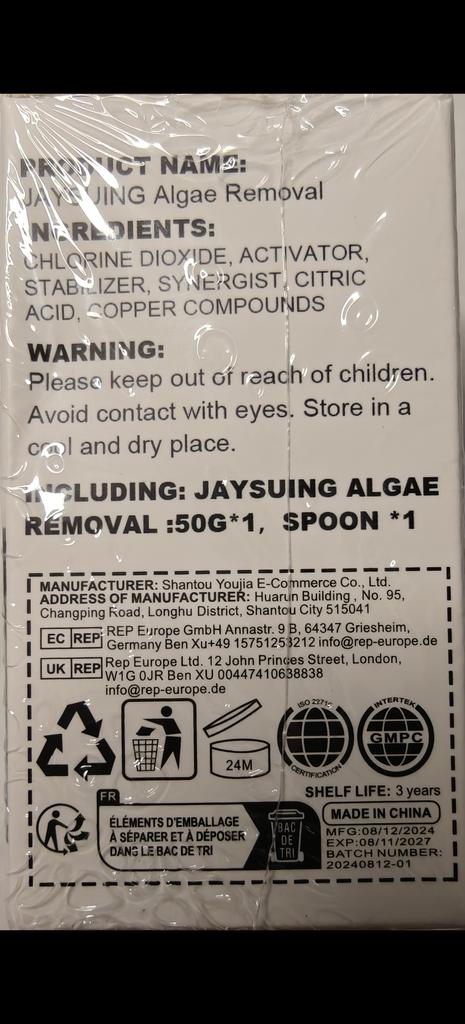 PRODUCT NAME:
JAYSUING Algae Removal
INGREDIENTS:
CHLORINE DIOXIDE, ACTIVATOR,
STABILIZER, SYNERGIST, CITRIC
ACID, COPPER COMPOUNDS
WARNING:
Please keep out of reach of children.
Avoid contact with eyes. Store in a
cool and dry place.
INCLUDING: JAYSUING ALGAE
REMOVAL :50G*1, SPOON *1
MANUFACTURER: Shantou Youjia E-Commerce Co., Ltd.
ADDRESS OF MANUFACTURER: Huarun Building , No. 95,
Changping Road, Longhu District, Shantou City 515041
EC REP REP Europe GmbH Annastr. 9 B, 64347 Griesheim,
Germany Ben Xu+49 15751253212 info@rep-europe.de
UK REP Rep Europe Ltd. 12 John Princes Street, London,
W1G 0JR Ben XU 00447410638838
info@rep-europe.de
24M
ISO 22716
CERTIFICATION
INTERTEK
GMPC
SHELF LIFE: 3 years
FR
ÉLÉMENTS D'EMBALLAGE
À SÉPARER ET À DÉPOSER
DANS LE BAC DE TRI
BAC
DE
TRI
MADE IN CHINA
MFG:08/12/2024
EXP:08/11/2027
BATCH NUMBER:
20240812-01